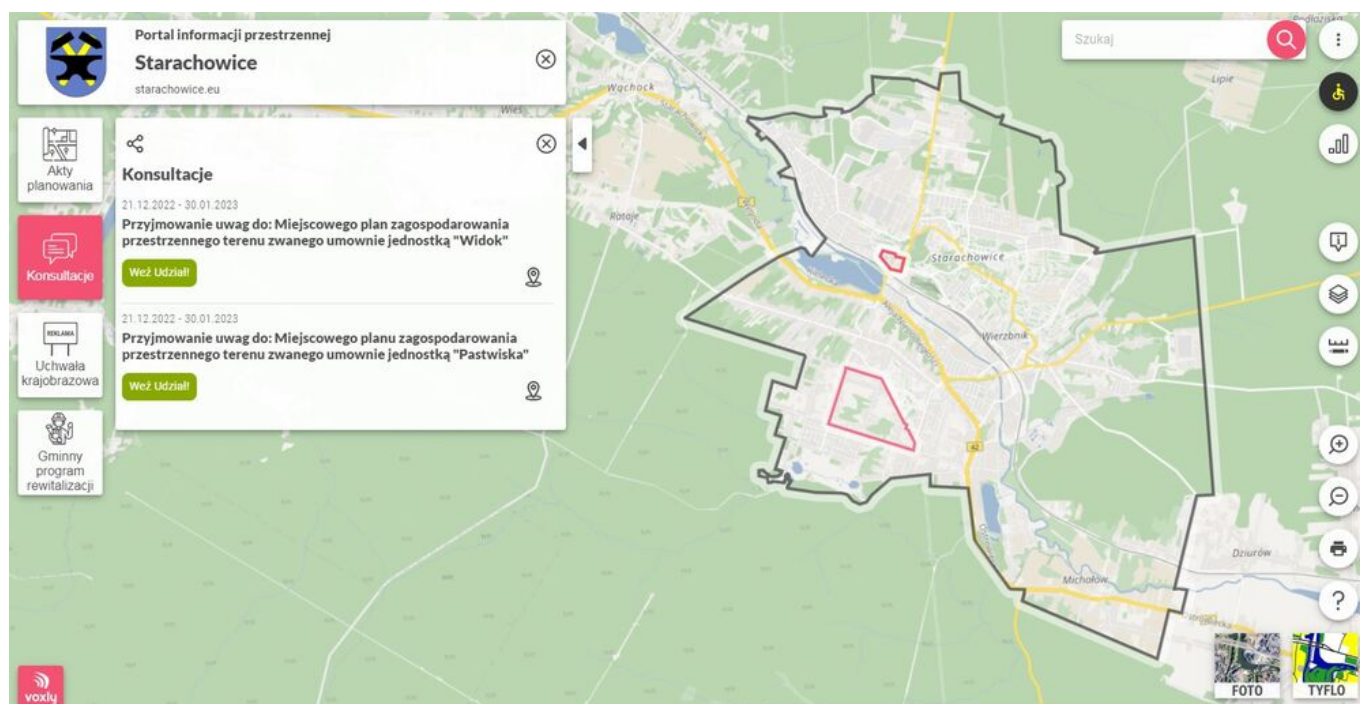 Portal informacji przestrzennej
Starachowice
starachowice.eu
Szukaj
Akty
planowania
Konsultacje
REKLAMA
Uchwała
krajobrazowa
Gminny
program
rewitalizacji
Konsultacje
21.12.2022 - 30.01.2023
Przyjmowanie uwag do: Miejscowego plan zagospodarowania
przestrzennego terenu zwanego umownie jednostką "Widok"
Weź Udział!
21.12.2022 - 30.01.2023
Przyjmowanie uwag do: Miejscowego planu zagospodarowania
przestrzennego terenu zwanego umownie jednostką "Pastwiska"
Weź Udział!
Wąchock
Wieś
Lipie
Rataje
Starachowice
Wierzbnik
42
Dziurów
Michałów
voxly
FOTO
TYFLO